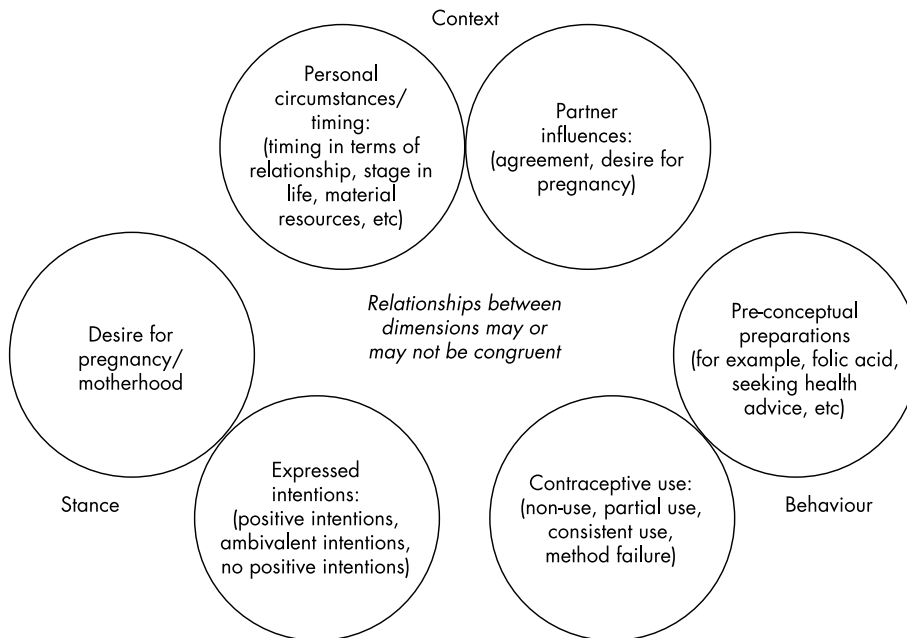 Context
Personal
circumstances/
timing:
(timing in terms of
relationship, stage in
life, material
resources, etc)
Partner
influences:
(agreement, desire for
pregnancy)
Desire for
pregnancy/
motherhood
Relationships between
dimensions may or
may not be congruent
Pre-conceptual
preparations
(for example, folic acid,
seeking health
advice, etc)
Stance
Expressed
intentions:
(positive intentions,
ambivalent intentions,
no positive intentions)
Contraceptive use:
(non-use, partial use,
consistent use,
method failure)
Behaviour